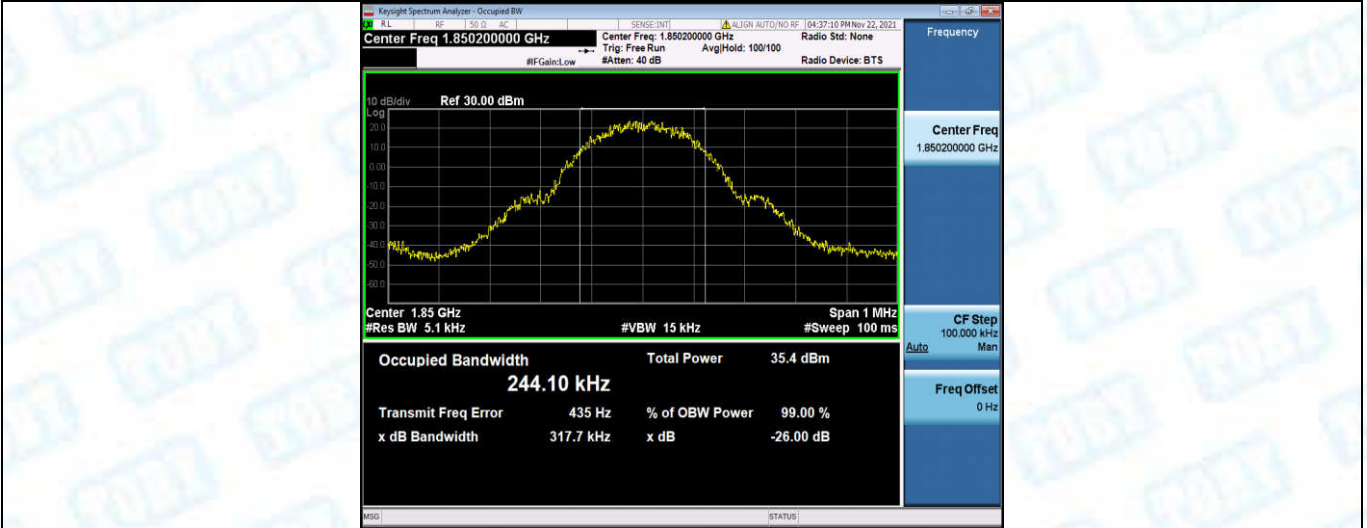 Keysight Spectrum Analyzer - Occupied BW
RL RF 50 Ω AC SENSE:INT ALIGN AUTO/NO RF 04:37:10 PM Nov 22, 2021
Center Freq 1.850200000 GHz
Center Freq: 1.850200000 GHz Radio Std: None
Trig: Free Run Avg|Hold: 100/100
#IFGain:Low #Atten: 40 dB Radio Device: BTS
10 dB/div Ref 30.00 dBm
Log
20.0
10.0
0.00
-10.0
-20.0
-30.0
-40.0
-50.0
-60.0
Center 1.85 GHz Span 1 MHz
#Res BW 5.1 kHz #VBW 15 kHz #Sweep 100 ms
Occupied Bandwidth Total Power 35.4 dBm
244.10 kHz
Transmit Freq Error 435 Hz % of OBW Power 99.00 %
x dB Bandwidth 317.7 kHz x dB -26.00 dB
MSG STATUS
Frequency
Center Freq
1.850200000 GHz
CF Step
100.000 kHz
Auto Man
Freq Offset
0 Hz
TOBY